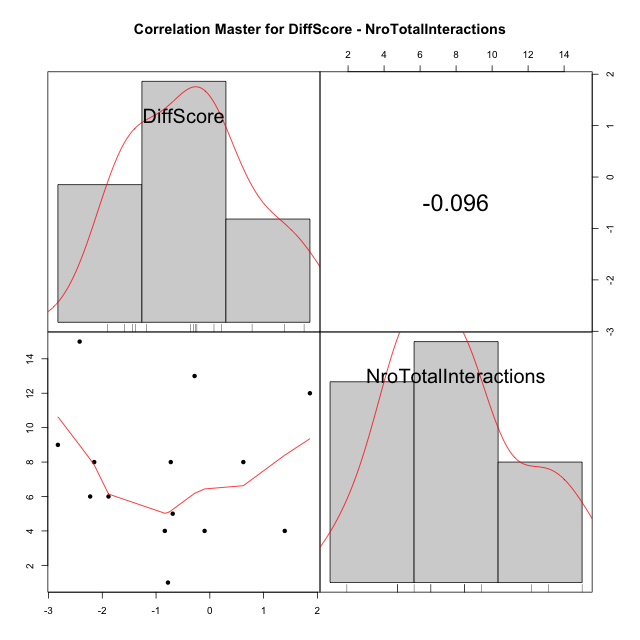 Correlation Master for DiffScore - NroTotalInteractions
2 4 6 8 10 12 14
DiffScore
-0.096
2
1
0
-1
-2
-3
14
12
10
8
6
4
2
NroTotalInteractions
-3 -2 -1 0 1 2